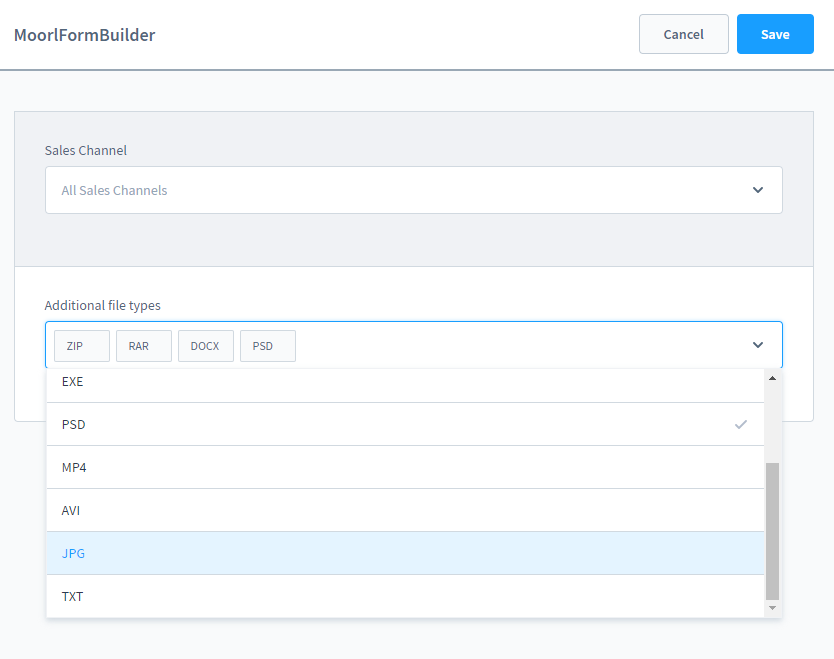 MoorlFormBuilder
Cancel
Save
Sales Channel
All Sales Channels
Additional file types
ZIP RAR DOCX PSD
EXE
PSD
MP4
AVI
JPG
TXT